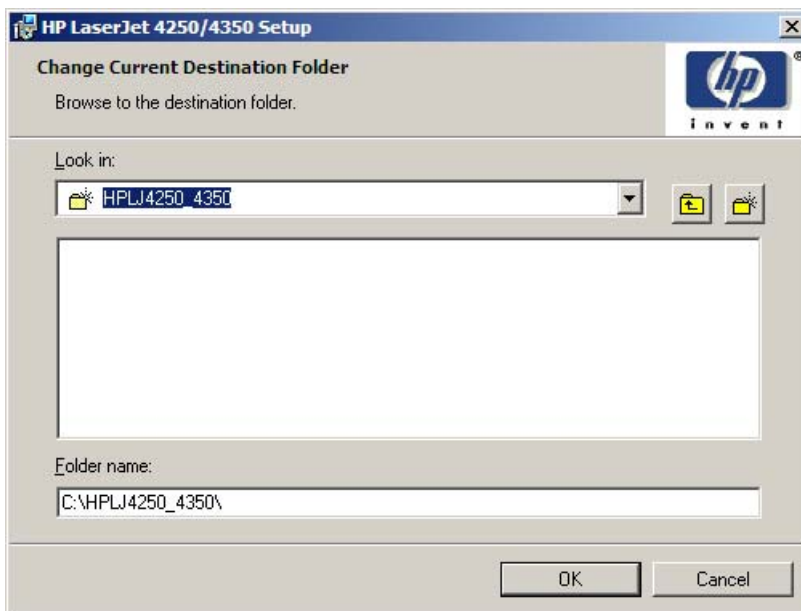 HP LaserJet 4250/4350 Setup
Change Current Destination Folder
Browse to the destination folder.
hp
®
invent
Look in:
HPLJ4250_4350
Folder name:
C:\HPLJ4250_4350\
OK
Cancel